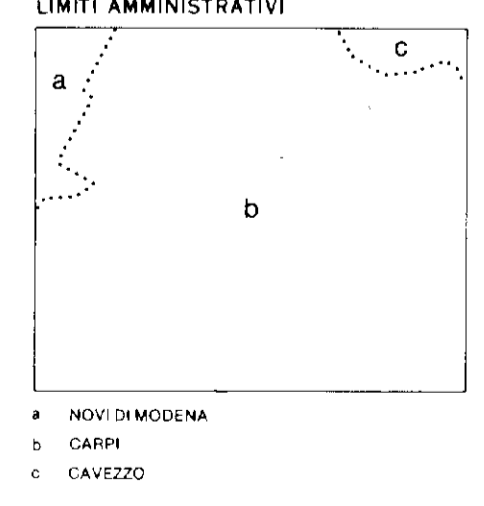 LIMITI AMMINISTRATIVI
c
a
b
a NOVI DI MODENA
b CARPI
c CAVEZZO